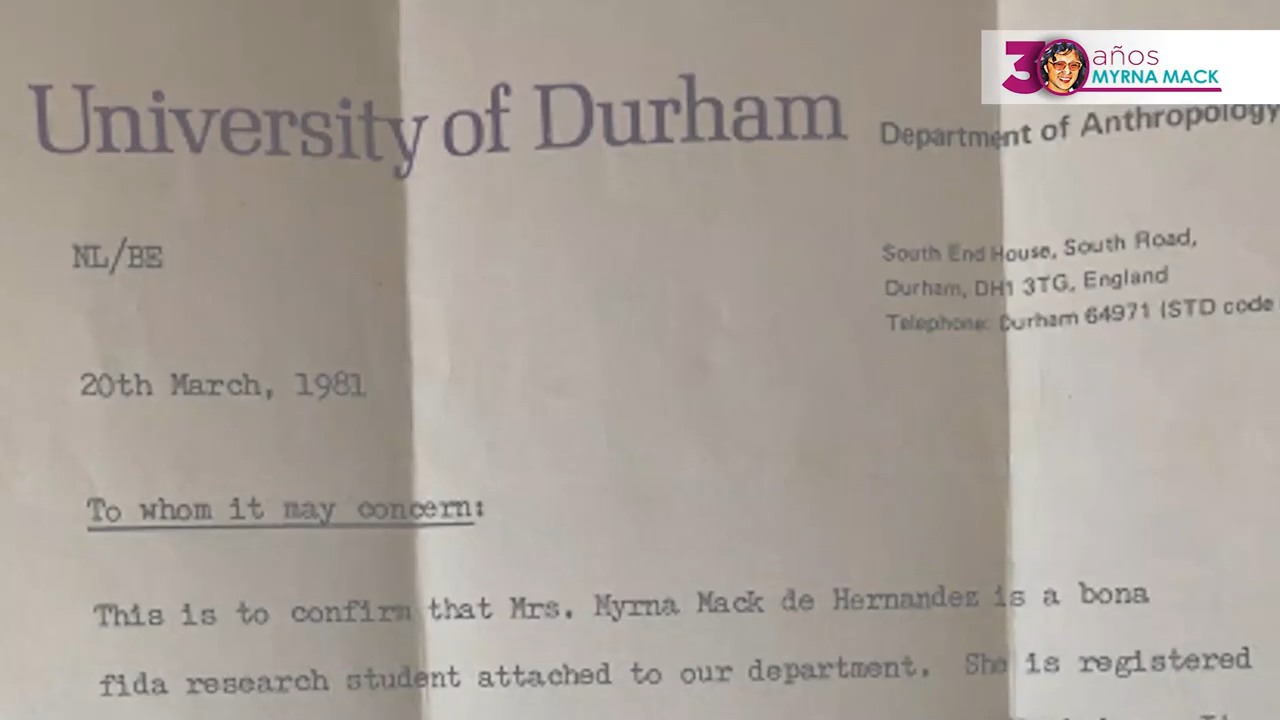 30 años
MYRNA MACK
University of Durham
Department of Anthropology
South End House, South Road,
Durham, DH1 3TG, England
Telephone: Durham 64971 (STD code
NL/BE
20th March, 1981
To whom it may concern:
This is to confirm that Mrs. Myrna Mack de Hernandez is a bona
fida research student attached to our department. She is registered